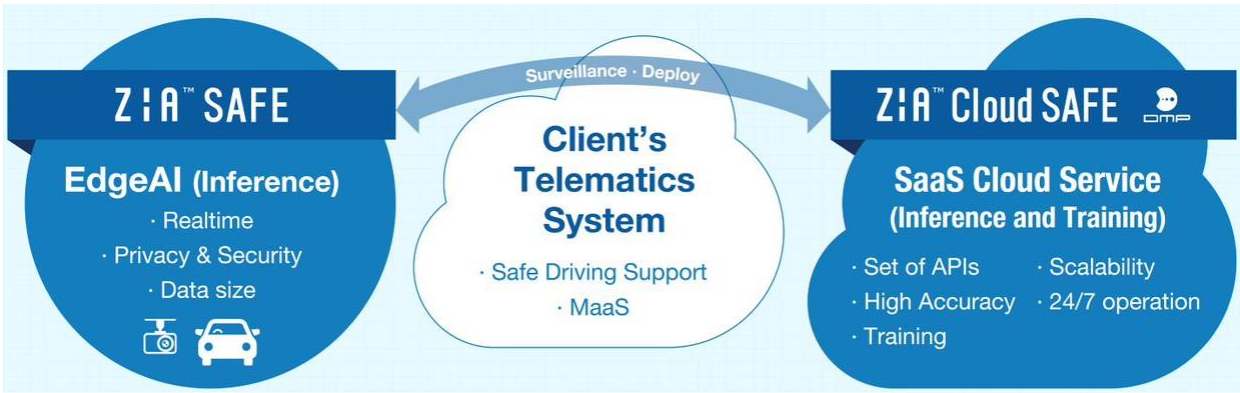 ZIA™ SAFE
EdgeAI (Inference)
· Realtime
· Privacy & Security
· Data size
Surveillance · Deploy
Client's
Telematics
System
· Safe Driving Support
· MaaS
ZIA™ Cloud SAFE DMP
SaaS Cloud Service
(Inference and Training)
· Set of APIs
· High Accuracy
· Training
· Scalability
· 24/7 operation